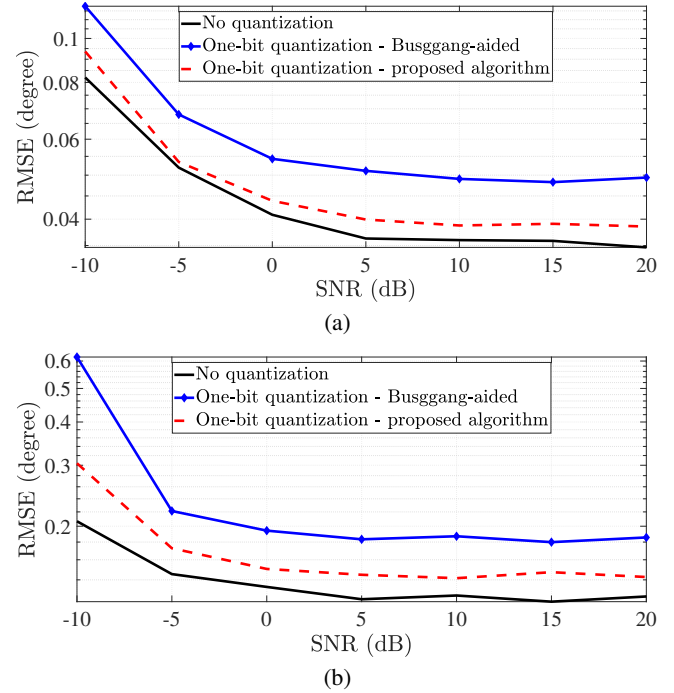 0.1
0.08
0.06
0.04
RMSE (degree)
No quantization
One-bit quantization - Busggang-aided
One-bit quantization - proposed algorithm
-10 -5 0 5 10 15 20
SNR (dB)
(a)
0.6
0.5
0.4
0.3
0.2
RMSE (degree)
No quantization
One-bit quantization - Busggang-aided
One-bit quantization - proposed algorithm
-10 -5 0 5 10 15 20
SNR (dB)
(b)